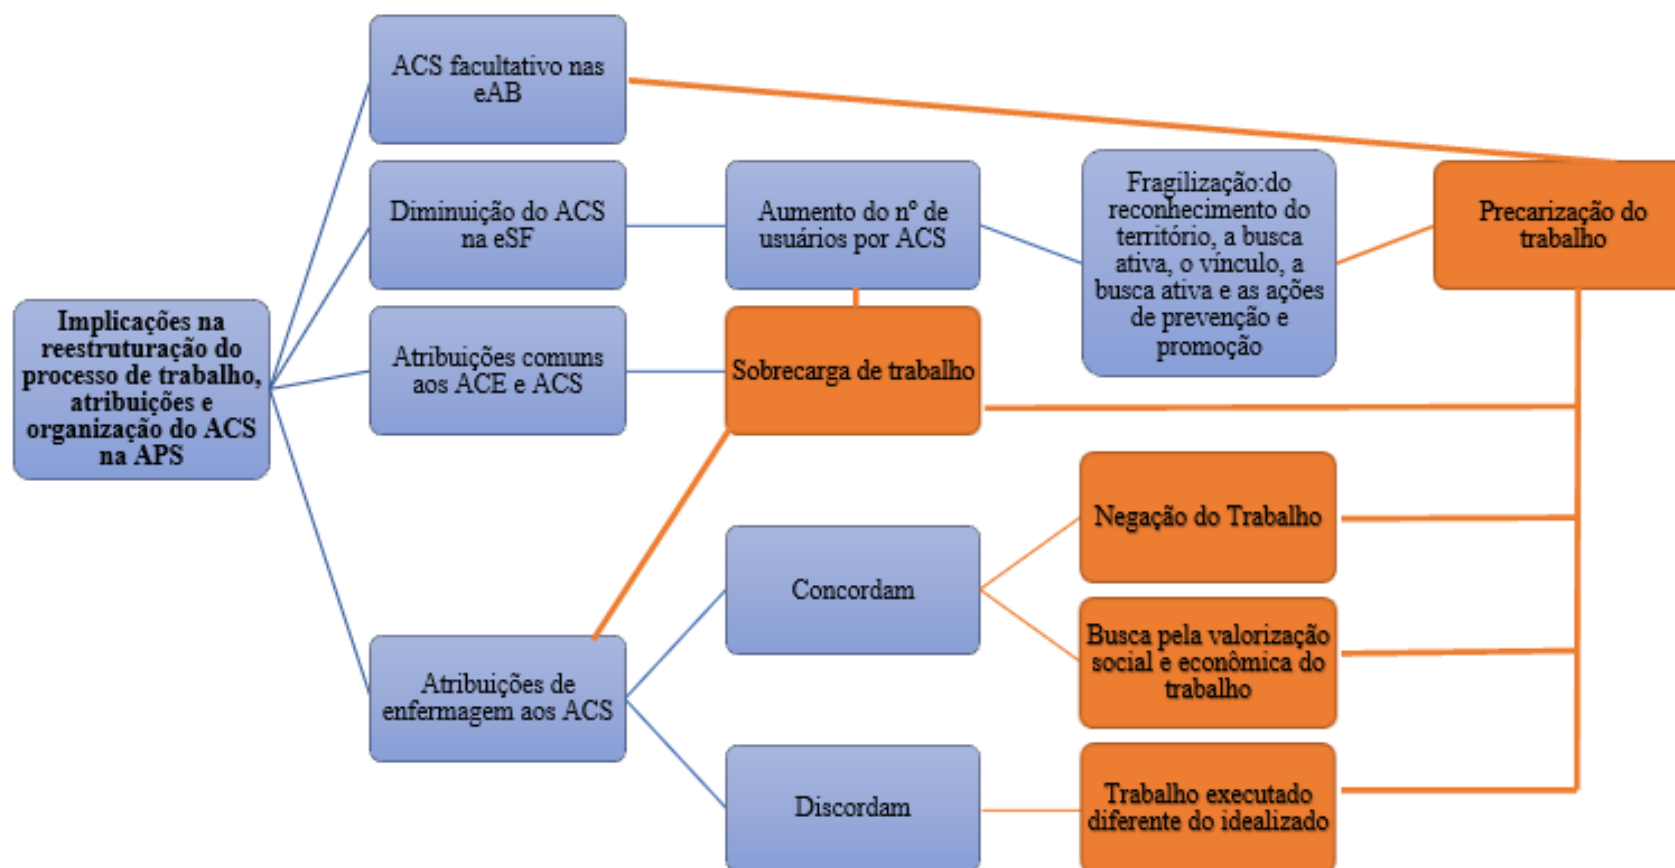 ACS facultativo nas
eAB
Diminuição do ACS
na eSF
Aumento do nº de
usuários por ACS
Fragilização:do
reconhecimento do
território, a busca
ativa, o vínculo, a
busca ativa e as ações
de prevenção e
promoção
Precarização do
trabalho
Implicações na
reestruturação do
processo de trabalho,
atribuições e
organização do ACS
na APS
Atribuições comuns
aos ACE e ACS
Sobrecarga de trabalho
Negação do Trabalho
Concordam
Busca pela valorização
social e econômica do
trabalho
Atribuições de
enfermagem aos ACS
Discordam
Trabalho executado
diferente do idealizado